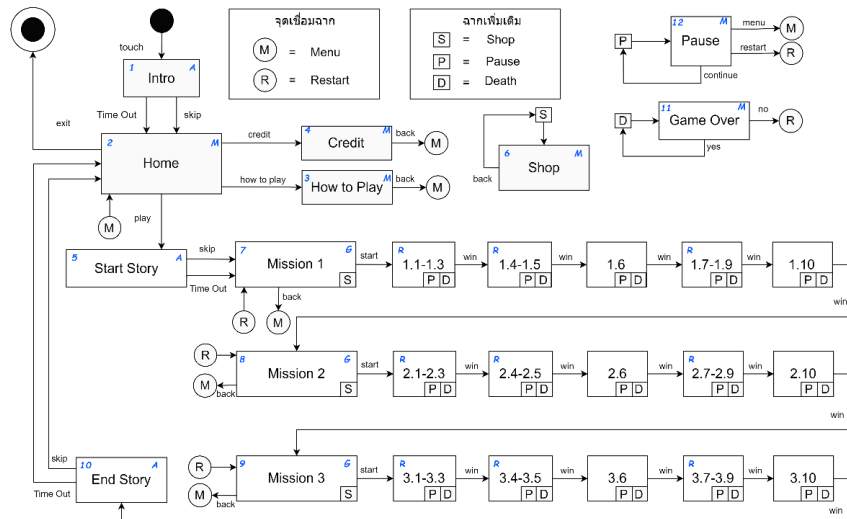 จุดเชื่อมฉาก
M = Menu
R = Restart
ฉากเพิ่มเติม
S = Shop
P = Pause
D = Death
12 M
Pause
P
menu
M
restart
R
continue
11 M
Game Over
D
no
R
yes
touch
1 A
Intro
Time Out
skip
exit
2 M
Home
M
credit
4 M
Credit
back
M
how to play
3 M
How to Play
back
M
S
6 M
Shop
back
play
5 A
Start Story
skip
Time Out
7 G
Mission 1
S
R
back
M
start
R
1.1-1.3
P D
win
R
1.4-1.5
P D
win
1.6
P D
win
R
1.7-1.9
P D
win
1.10
P D
win
R
M
back
8 G
Mission 2
S
start
R
2.1-2.3
P D
win
R
2.4-2.5
P D
win
2.6
P D
win
R
2.7-2.9
P D
win
2.10
P D
win
R
M
back
9 G
Mission 3
S
start
R
3.1-3.3
P D
win
R
3.4-3.5
P D
win
3.6
P D
win
R
3.7-3.9
P D
win
3.10
P D
win
skip
Time Out
10 A
End Story